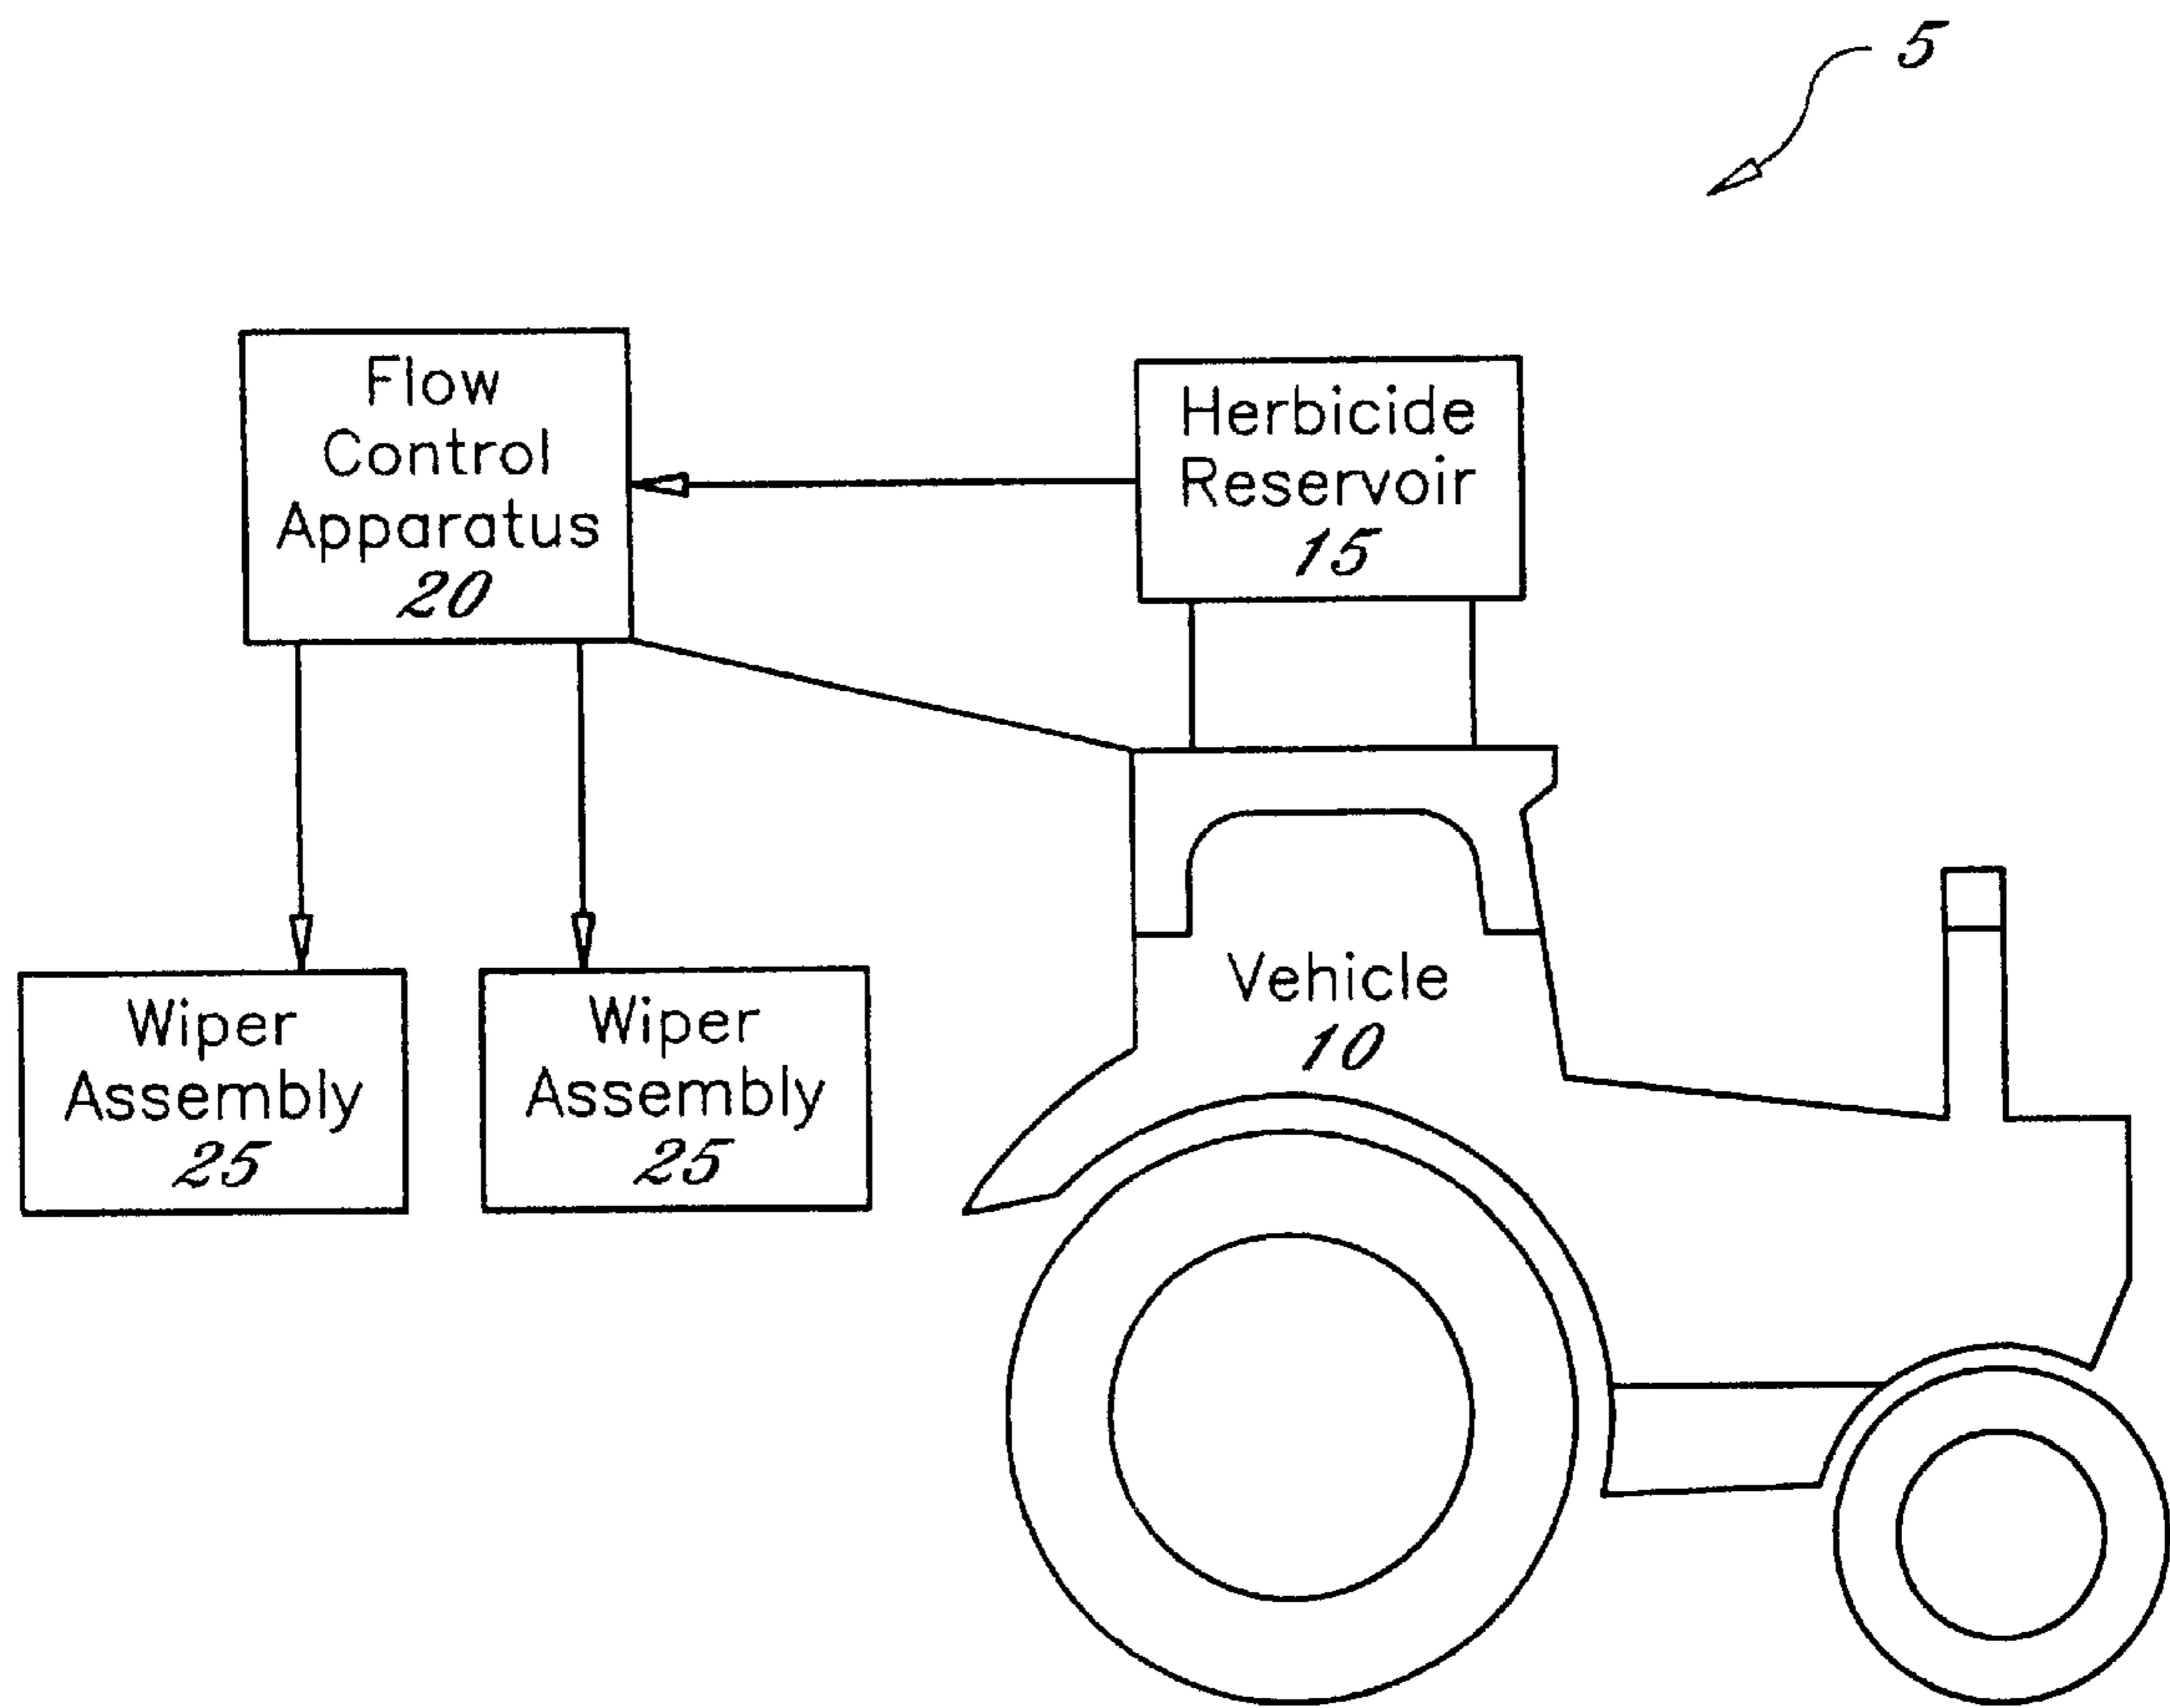 5
Flow
Control
Apparatus
20
Herbicide
Reservoir
15
Vehicle
10
Wiper
Assembly
25
Wiper
Assembly
25